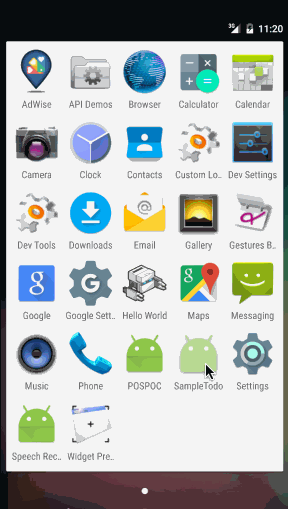 3G 11:20
AdWise API Demos Browser Calculator Calendar
Camera Clock Contacts Custom Lo.. Dev Settings
Dev Tools Downloads Email Gallery Gestures B..
Google Google Sett.. Hello World Maps Messaging
Music Phone POSPOC SampleTodo Settings
Speech Rec.. Widget Pre..